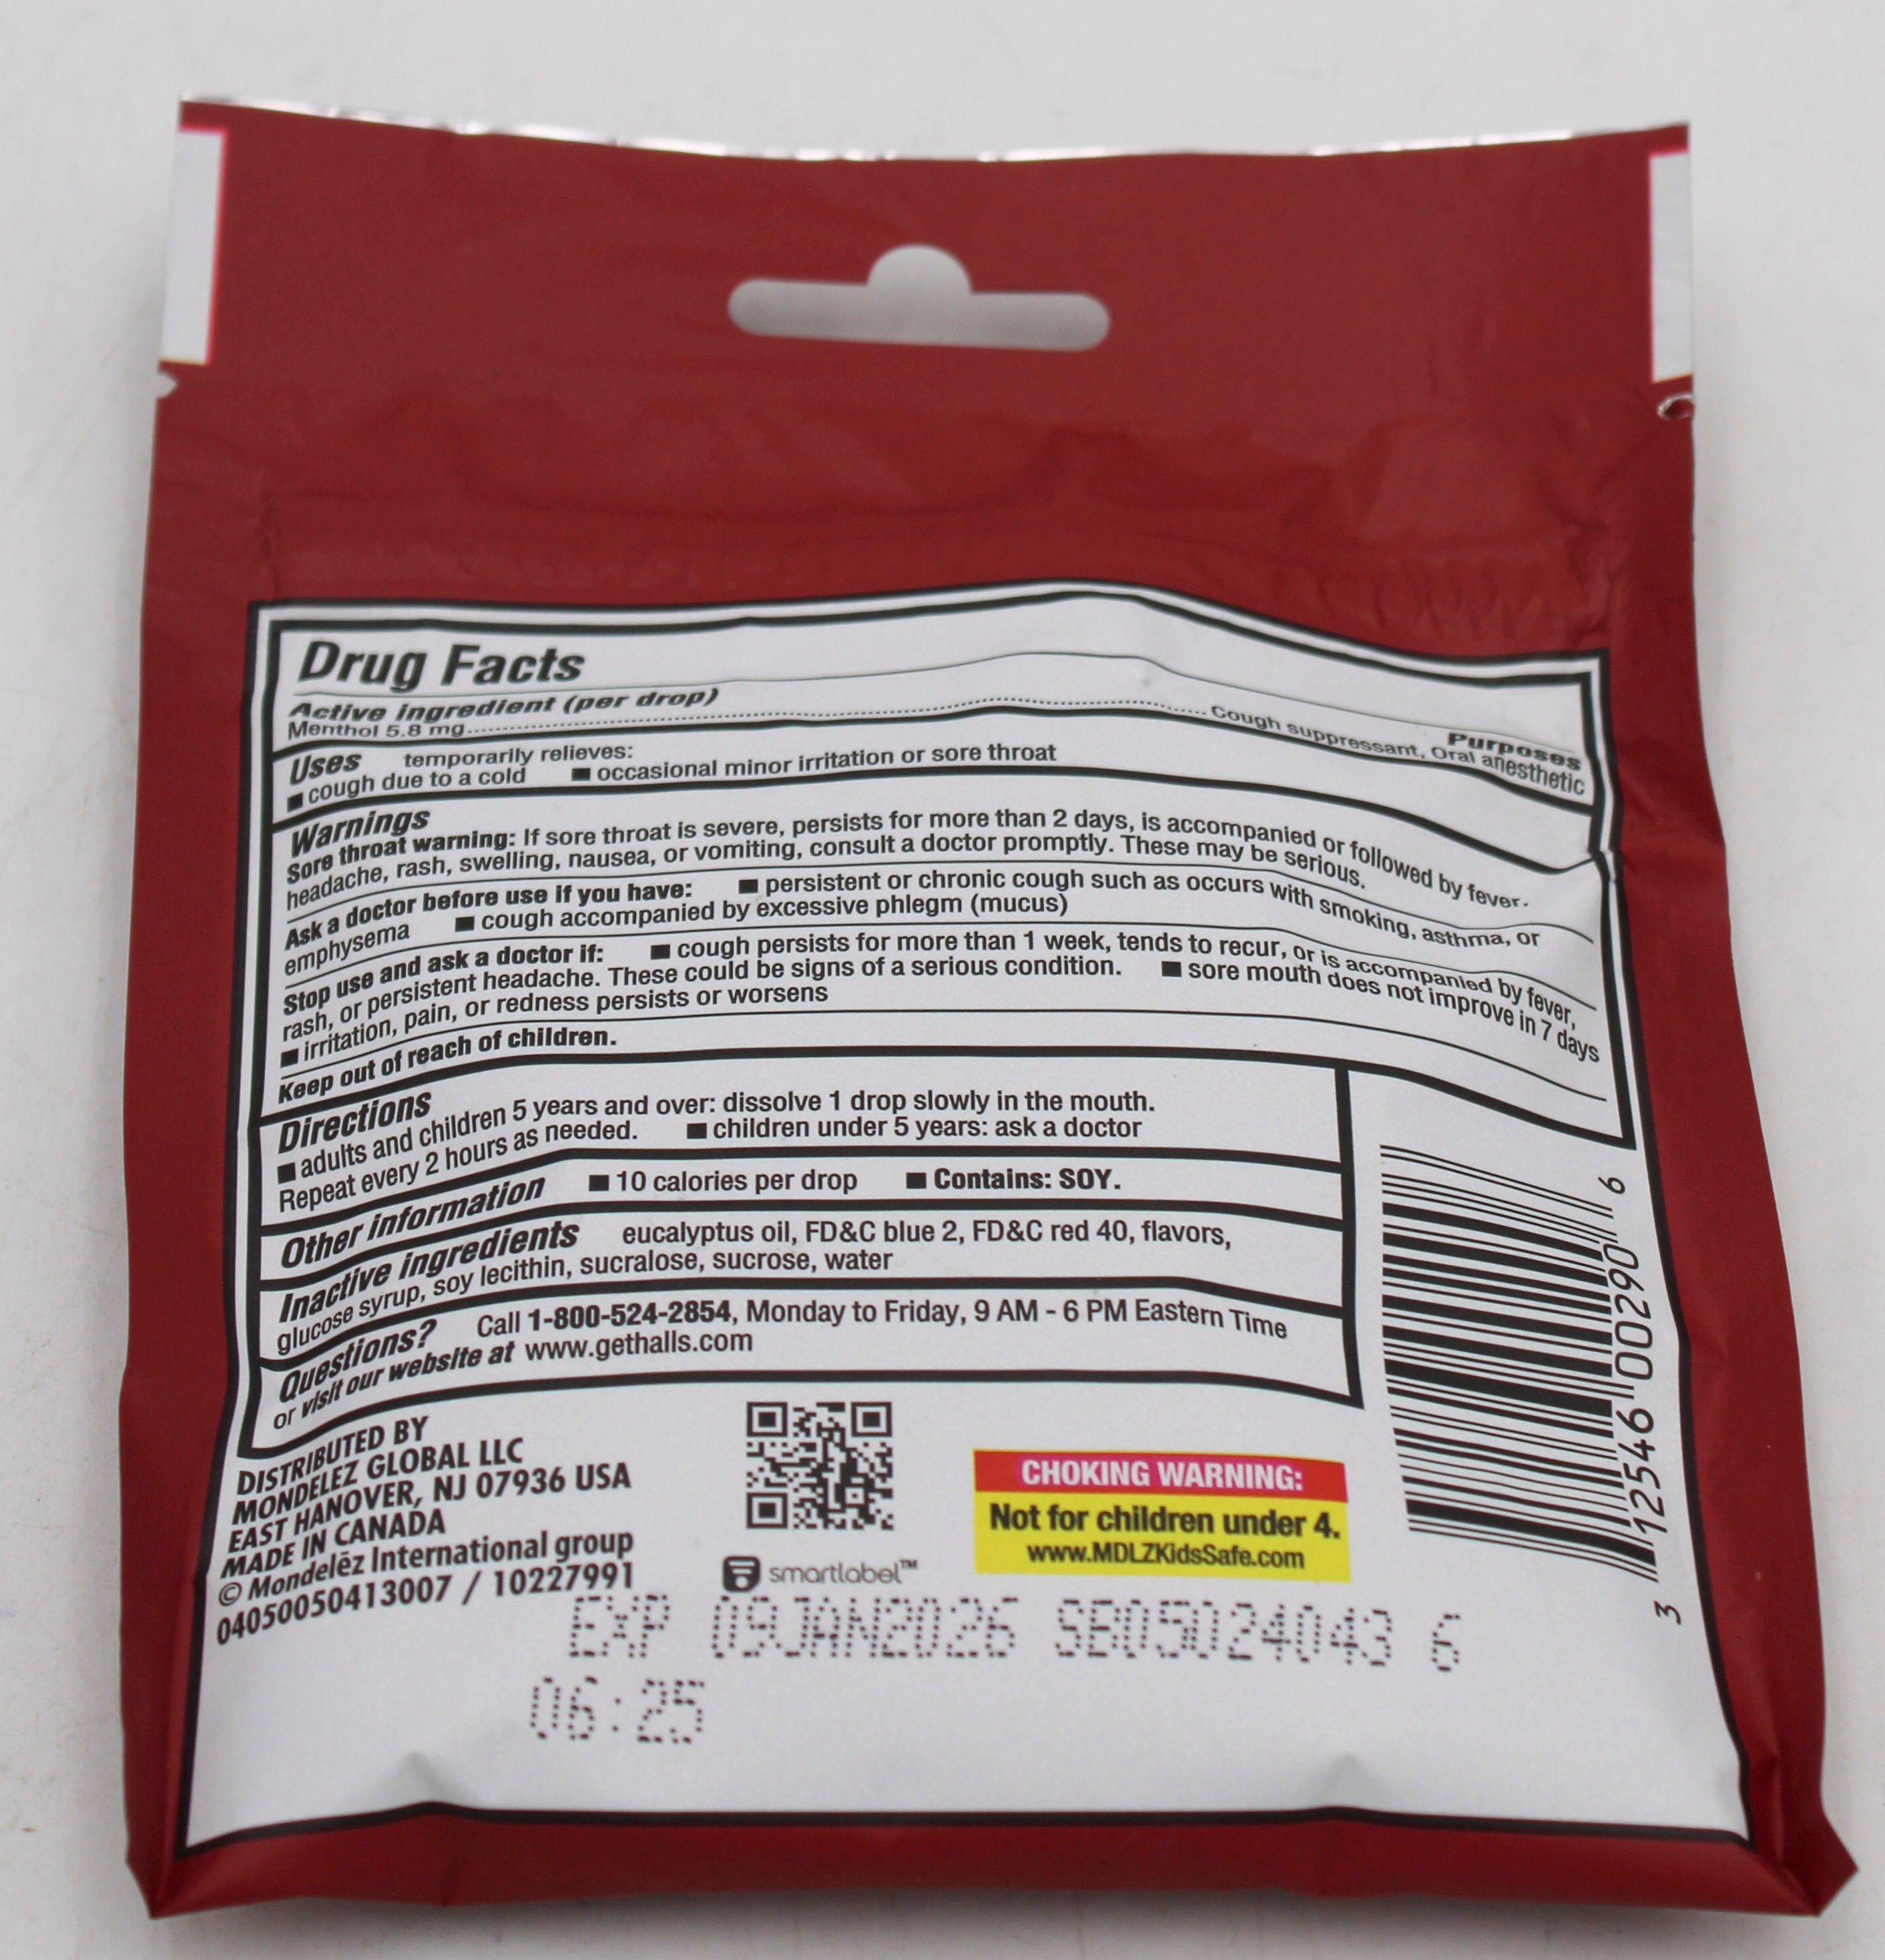 Drug Facts
Active ingredient (per drop) Purposes
Menthol 5.8 mg.......... Cough suppressant, Oral anesthetic
Uses temporarily relieves:
■ cough due to a cold ■ occasional minor irritation or sore throat
Warnings
Sore throat warning: If sore throat is severe, persists for more than 2 days, is accompanied or followed by fever.
headache, rash, swelling, nausea, or vomiting, consult a doctor promptly. These may be serious.
Ask a doctor before use if you have: ■ persistent or chronic cough such as occurs with smoking, asthma, or
emphysema ■ cough accompanied by excessive phlegm (mucus)
Stop use and ask a doctor if: ■ cough persists for more than 1 week, tends to recur, or is accompanied by fever,
rash, or persistent headache. These could be signs of a serious condition. ■ sore mouth does not improve in 7 days
■ irritation, pain, or redness persists or worsens
Keep out of reach of children.
Directions
■ adults and children 5 years and over: dissolve 1 drop slowly in the mouth.
Repeat every 2 hours as needed. ■ children under 5 years: ask a doctor
Other information ■ 10 calories per drop ■ Contains: SOY.
Inactive ingredients eucalyptus oil, FD&C blue 2, FD&C red 40, flavors,
glucose syrup, soy lecithin, sucralose, sucrose, water
Questions? Call 1-800-524-2854, Monday to Friday, 9 AM - 6 PM Eastern Time
or visit our website at www.gethalls.com
DISTRIBUTED BY
MONDELEZ GLOBAL LLC
EAST HANOVER, NJ 07936 USA
MADE IN CANADA
© Mondelēz International group
04050050413007 / 10227991
smartlabel™
CHOKING WARNING:
Not for children under 4.
www.MDLZKidsSafe.com
3 12546 00290 6
EXP 09JAN2026 SB05024043 6
06:25